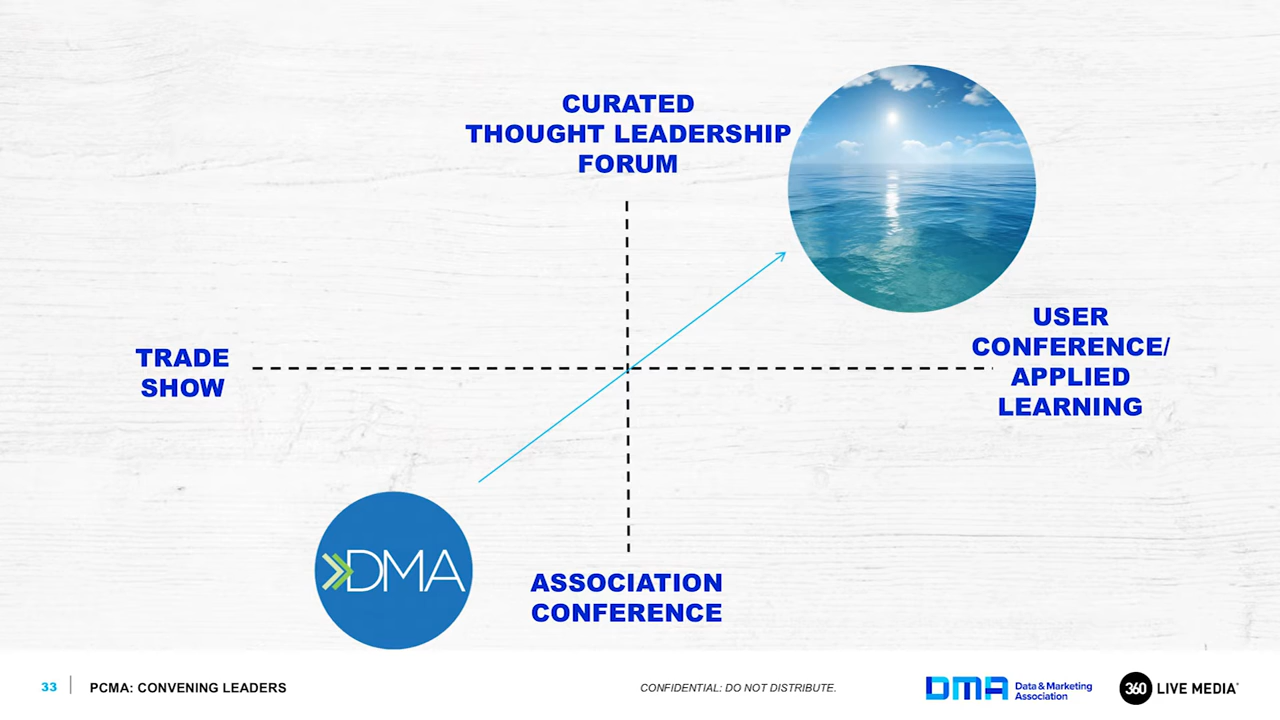 CURATED
THOUGHT LEADERSHIP
FORUM
USER
CONFERENCE/
APPLIED
LEARNING
TRADE
SHOW
DMA
ASSOCIATION
CONFERENCE
33
PCMA: CONVENING LEADERS
CONFIDENTIAL: DO NOT DISTRIBUTE.
DMA
Data & Marketing
Association
360
LIVE MEDIA